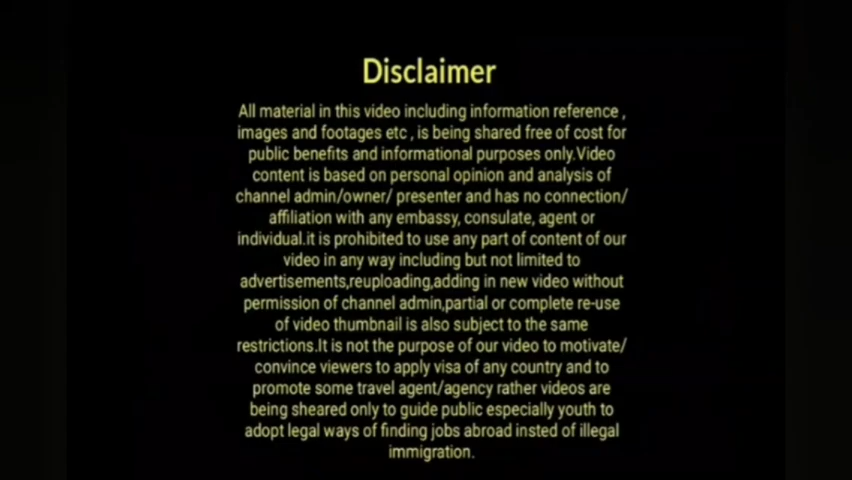 Disclaimer
All material in this video including information reference ,
images and footages etc , is being shared free of cost for
public benefits and informational purposes only.Video
content is based on personal opinion and analysis of
channel admin/owner/ presenter and has no connection/
affiliation with any embassy, consulate, agent or
individual.it is prohibited to use any part of content of our
video in any way including but not limited to
advertisements,reuploading,adding in new video without
permission of channel admin,partial or complete re-use
of video thumbnail is also subject to the same
restrictions.It is not the purpose of our video to motivate/
convince viewers to apply visa of any country and to
promote some travel agent/agency rather videos are
being sheared only to guide public especially youth to
adopt legal ways of finding jobs abroad insted of illegal
immigration.